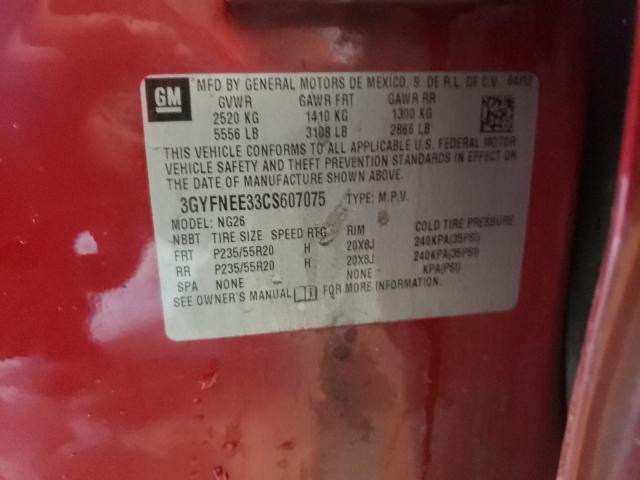 GM
MFD BY GENERAL MOTORS DE MEXICO, S. DE R.L. DE C.V. 04/12
GVWR GAWR FRT GAWR RR
2520 KG 1410 KG 1300 KG
5556 LB 3108 LB 2866 LB
THIS VEHICLE CONFORMS TO ALL APPLICABLE U.S. FEDERAL MOTOR
VEHICLE SAFETY AND THEFT PREVENTION STANDARDS IN EFFECT ON
THE DATE OF MANUFACTURE SHOWN ABOVE.
3GYFNEE33CS607075 TYPE: M.P.V.
MODEL: NG26
NBBT TIRE SIZE SPEED RTG RIM COLD TIRE PRESSURE
FRT P235/55R20 H 20X8J 240KPA(35PSI)
RR P235/55R20 H 20X8J 240KPA(35PSI)
SPA NONE NONE KPA(PSI)
SEE OWNER'S MANUAL FOR MORE INFORMATION.